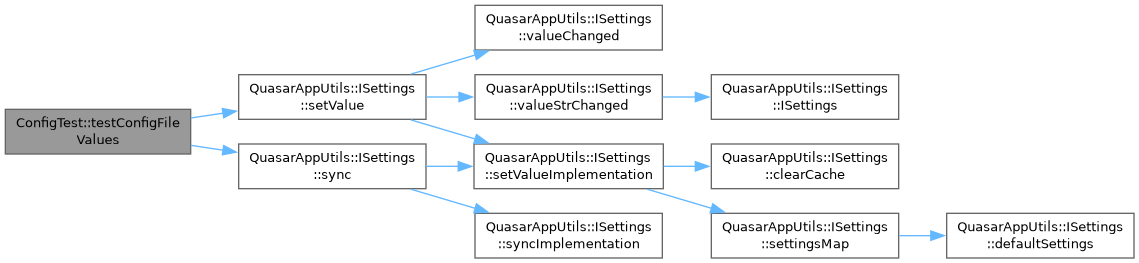 ConfigTest::testConfigFile
Values
QuasarAppUtils::ISettings
::setValue
QuasarAppUtils::ISettings
::valueChanged
QuasarAppUtils::ISettings
::valueStrChanged
QuasarAppUtils::ISettings
::ISettings
QuasarAppUtils::ISettings
::sync
QuasarAppUtils::ISettings
::setValueImplementation
QuasarAppUtils::ISettings
::clearCache
QuasarAppUtils::ISettings
::syncImplementation
QuasarAppUtils::ISettings
::settingsMap
QuasarAppUtils::ISettings
::defaultSettings